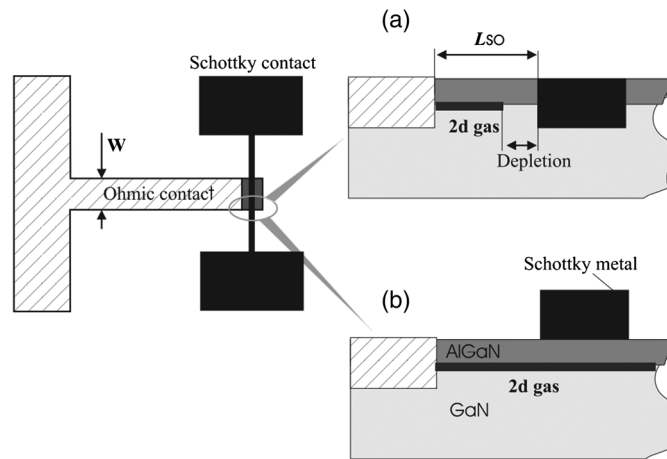 (a)
Schottky contact
LSO
W
2d gas
Depletion
Ohmic contact
Schottky metal
(b)
AlGaN
2d gas
GaN